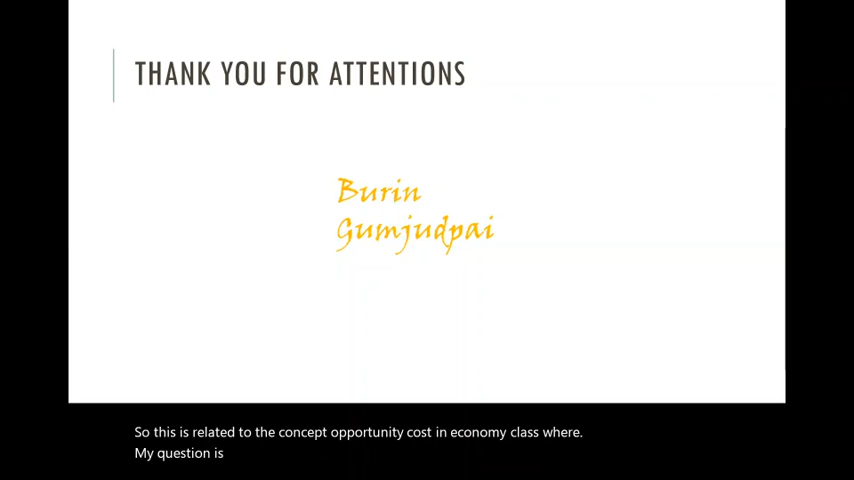 THANK YOU FOR ATTENTIONS
Burin
Gumjudpai
So this is related to the concept opportunity cost in economy class where.
My question is